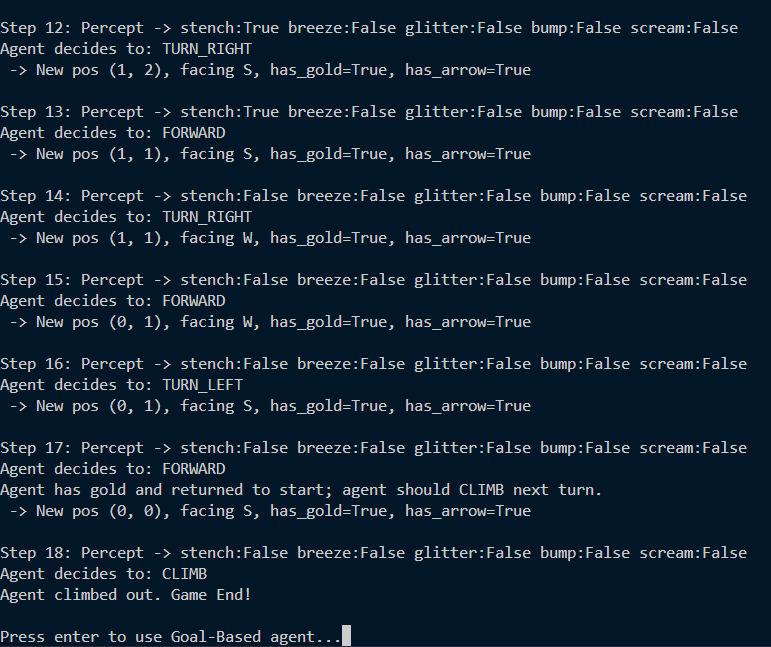 Step 12: Percept -> stench:True breeze:False glitter:False bump:False scream:False
Agent decides to: TURN_RIGHT
 -> New pos (1, 2), facing S, has_gold=True, has_arrow=True

Step 13: Percept -> stench:True breeze:False glitter:False bump:False scream:False
Agent decides to: FORWARD
 -> New pos (1, 1), facing S, has_gold=True, has_arrow=True

Step 14: Percept -> stench:False breeze:False glitter:False bump:False scream:False
Agent decides to: TURN_RIGHT
 -> New pos (1, 1), facing W, has_gold=True, has_arrow=True

Step 15: Percept -> stench:False breeze:False glitter:False bump:False scream:False
Agent decides to: FORWARD
 -> New pos (0, 1), facing W, has_gold=True, has_arrow=True

Step 16: Percept -> stench:False breeze:False glitter:False bump:False scream:False
Agent decides to: TURN_LEFT
 -> New pos (0, 1), facing S, has_gold=True, has_arrow=True

Step 17: Percept -> stench:False breeze:False glitter:False bump:False scream:False
Agent decides to: FORWARD
Agent has gold and returned to start; agent should CLIMB next turn.
 -> New pos (0, 0), facing S, has_gold=True, has_arrow=True

Step 18: Percept -> stench:False breeze:False glitter:False bump:False scream:False
Agent decides to: CLIMB
Agent climbed out. Game End!

Press enter to use Goal-Based agent...